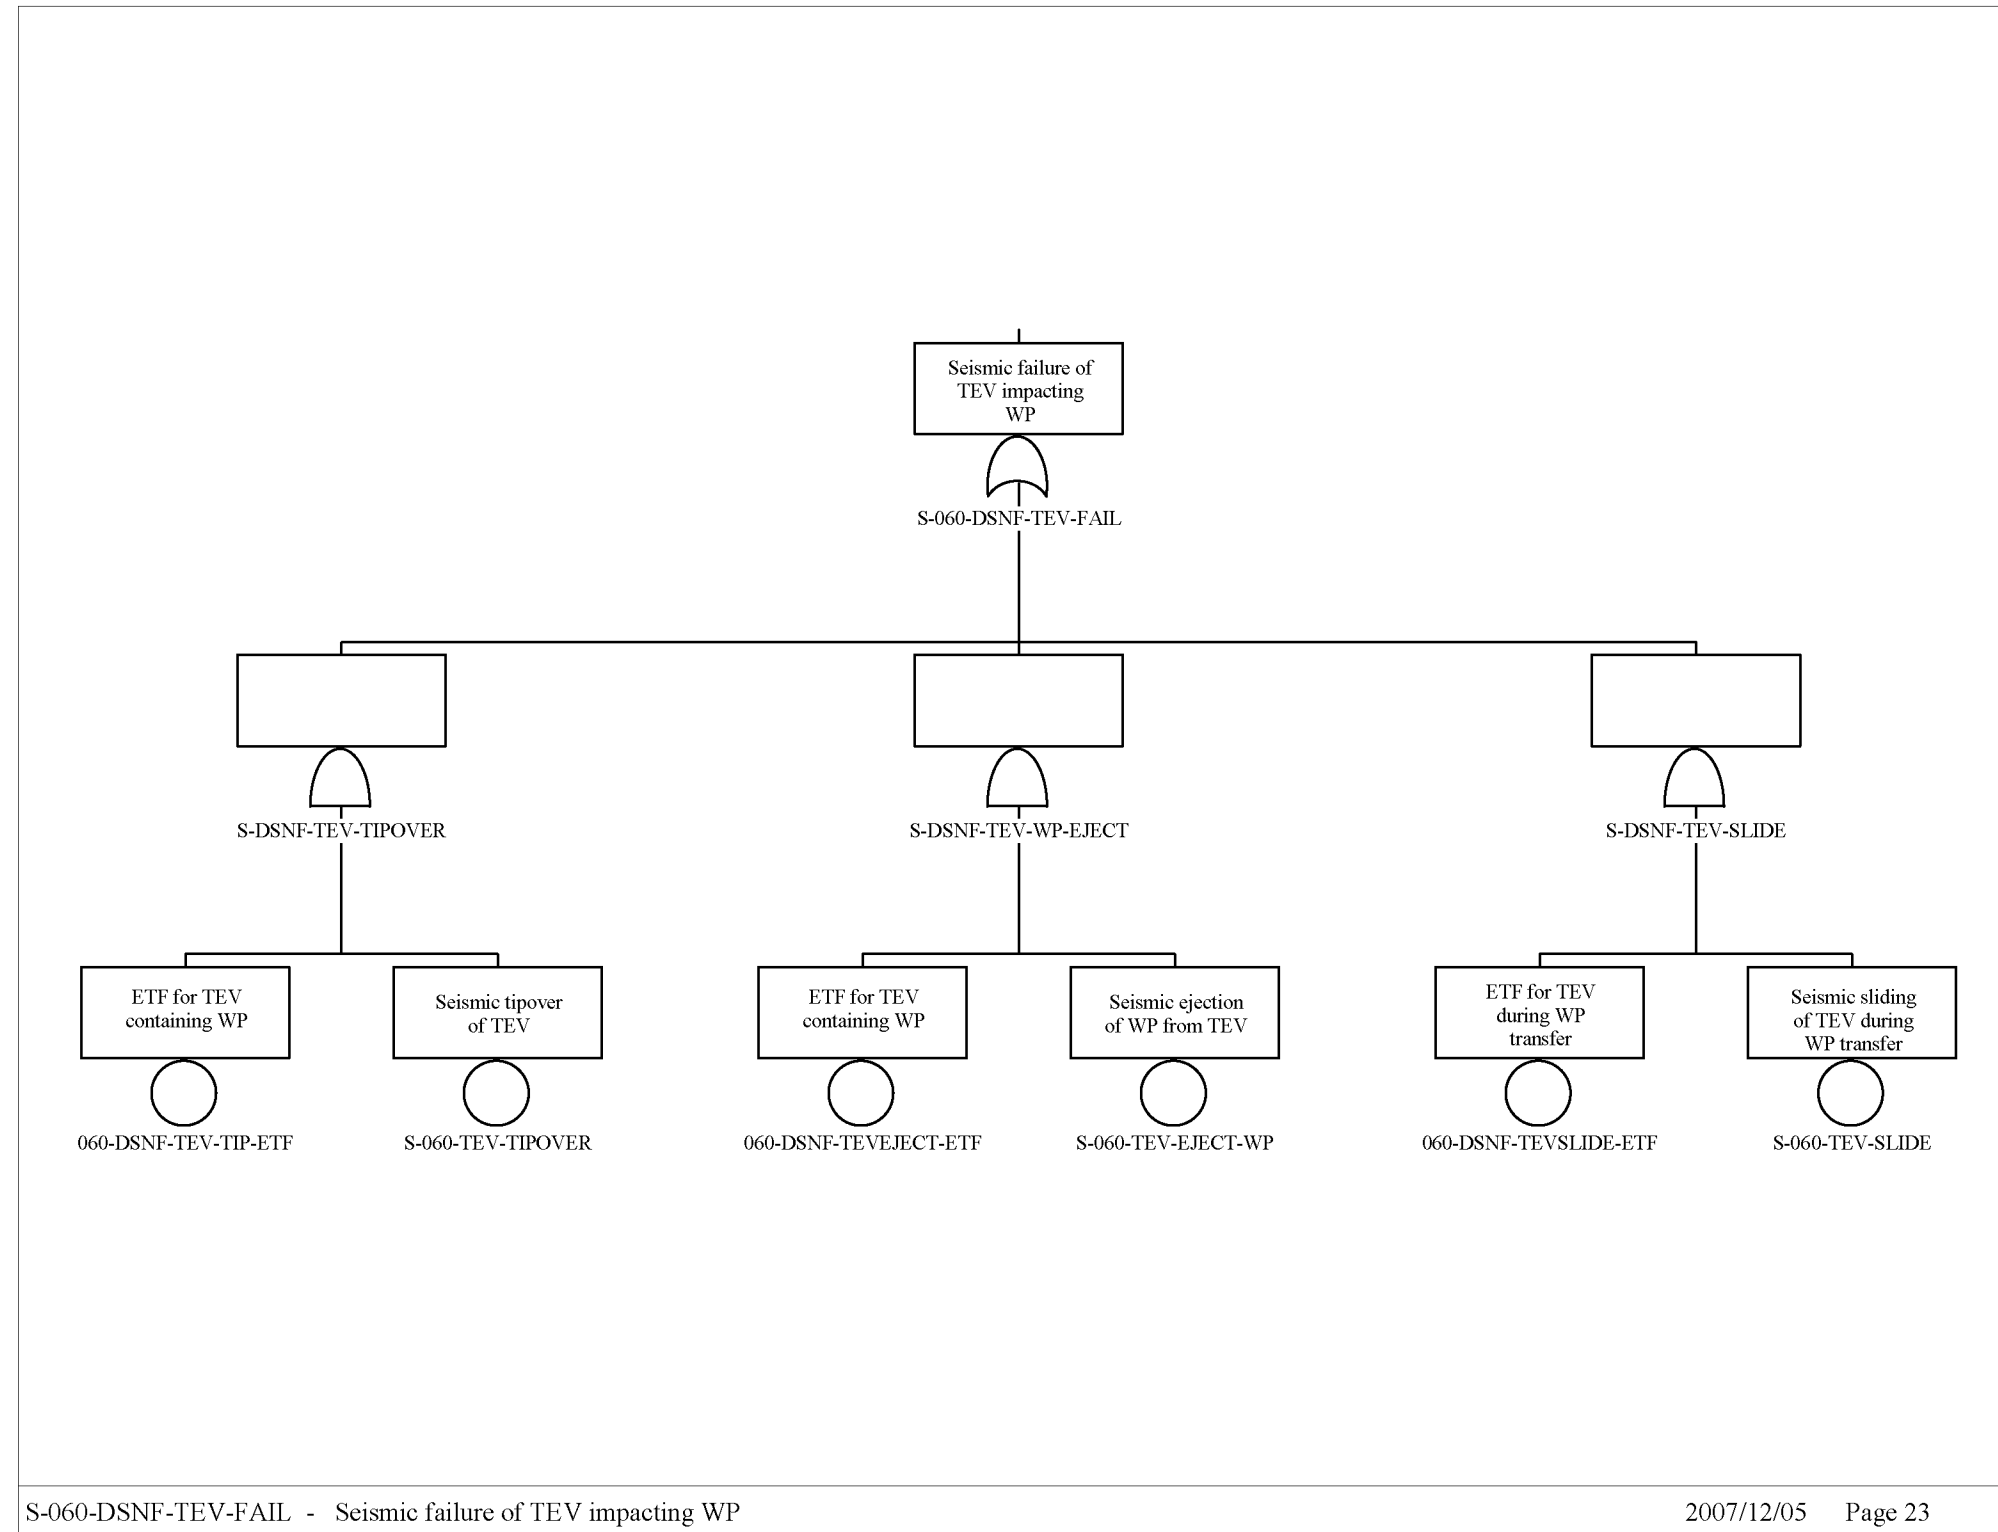 Seismic failure of
TEV impacting
WP
S-060-DSNF-TEV-FAIL
S-DSNF-TEV-TIPOVER
S-DSNF-TEV-WP-EJECT
S-DSNF-TEV-SLIDE
ETF for TEV
containing WP
060-DSNF-TEV-TIP-ETF
Seismic tipover
of TEV
S-060-TEV-TIPOVER
ETF for TEV
containing WP
060-DSNF-TEVEJECT-ETF
Seismic ejection
of WP from TEV
S-060-TEV-EJECT-WP
ETF for TEV
during WP
transfer
060-DSNF-TEVSLIDE-ETF
Seismic sliding
of TEV during
WP transfer
S-060-TEV-SLIDE
S-060-DSNF-TEV-FAIL - Seismic failure of TEV impacting WP
2007/12/05 Page 23